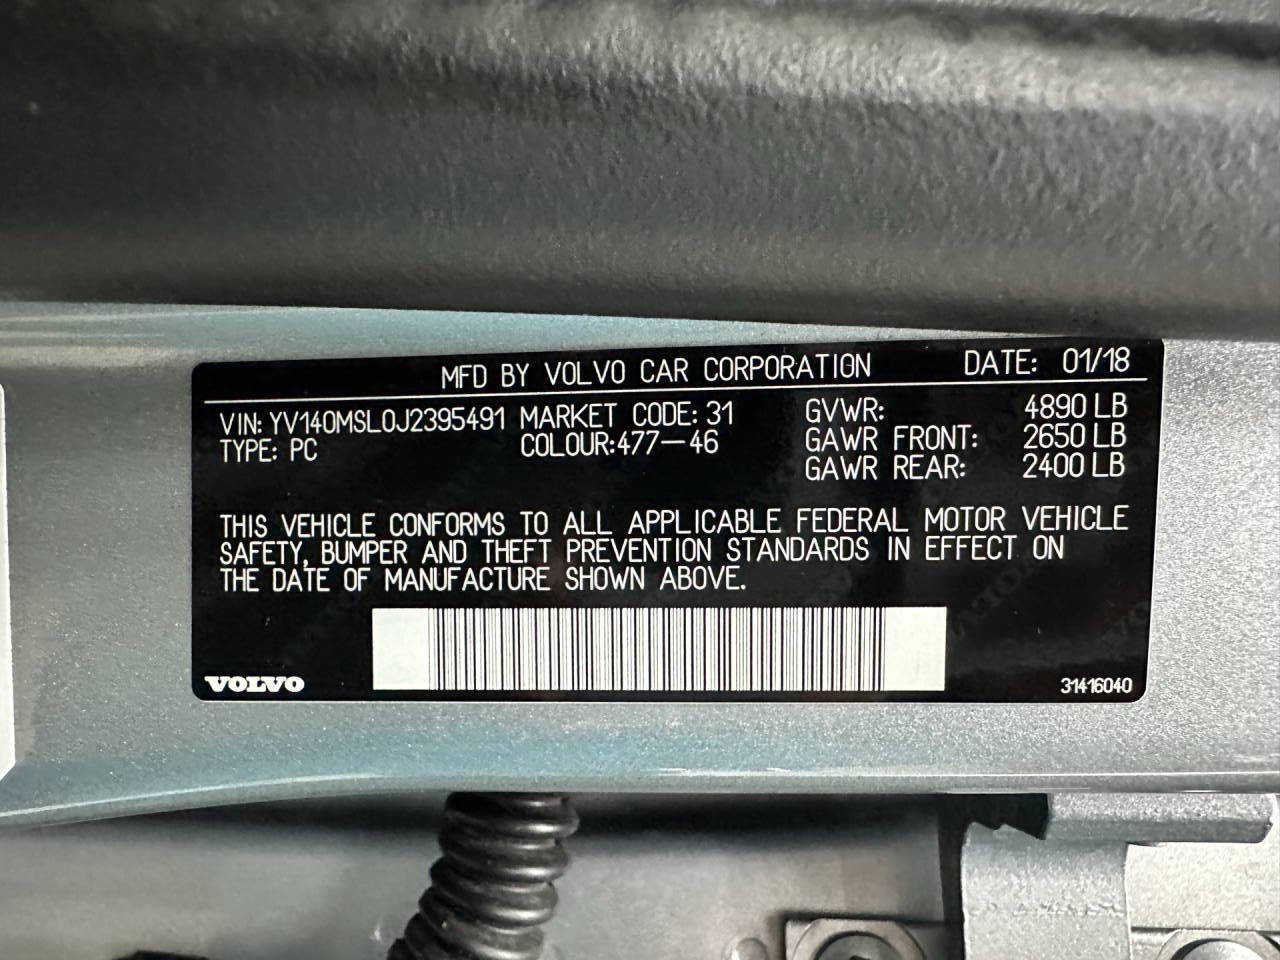 MFD BY VOLVO CAR CORPORATION DATE: 01/18
VIN: YV140MSL0J2395491 MARKET CODE: 31 GVWR: 4890 LB
TYPE: PC COLOUR:477-46 GAWR FRONT: 2650 LB
GAWR REAR: 2400 LB
THIS VEHICLE CONFORMS TO ALL APPLICABLE FEDERAL MOTOR VEHICLE
SAFETY, BUMPER AND THEFT PREVENTION STANDARDS IN EFFECT ON
THE DATE OF MANUFACTURE SHOWN ABOVE.
VOLVO 31416040